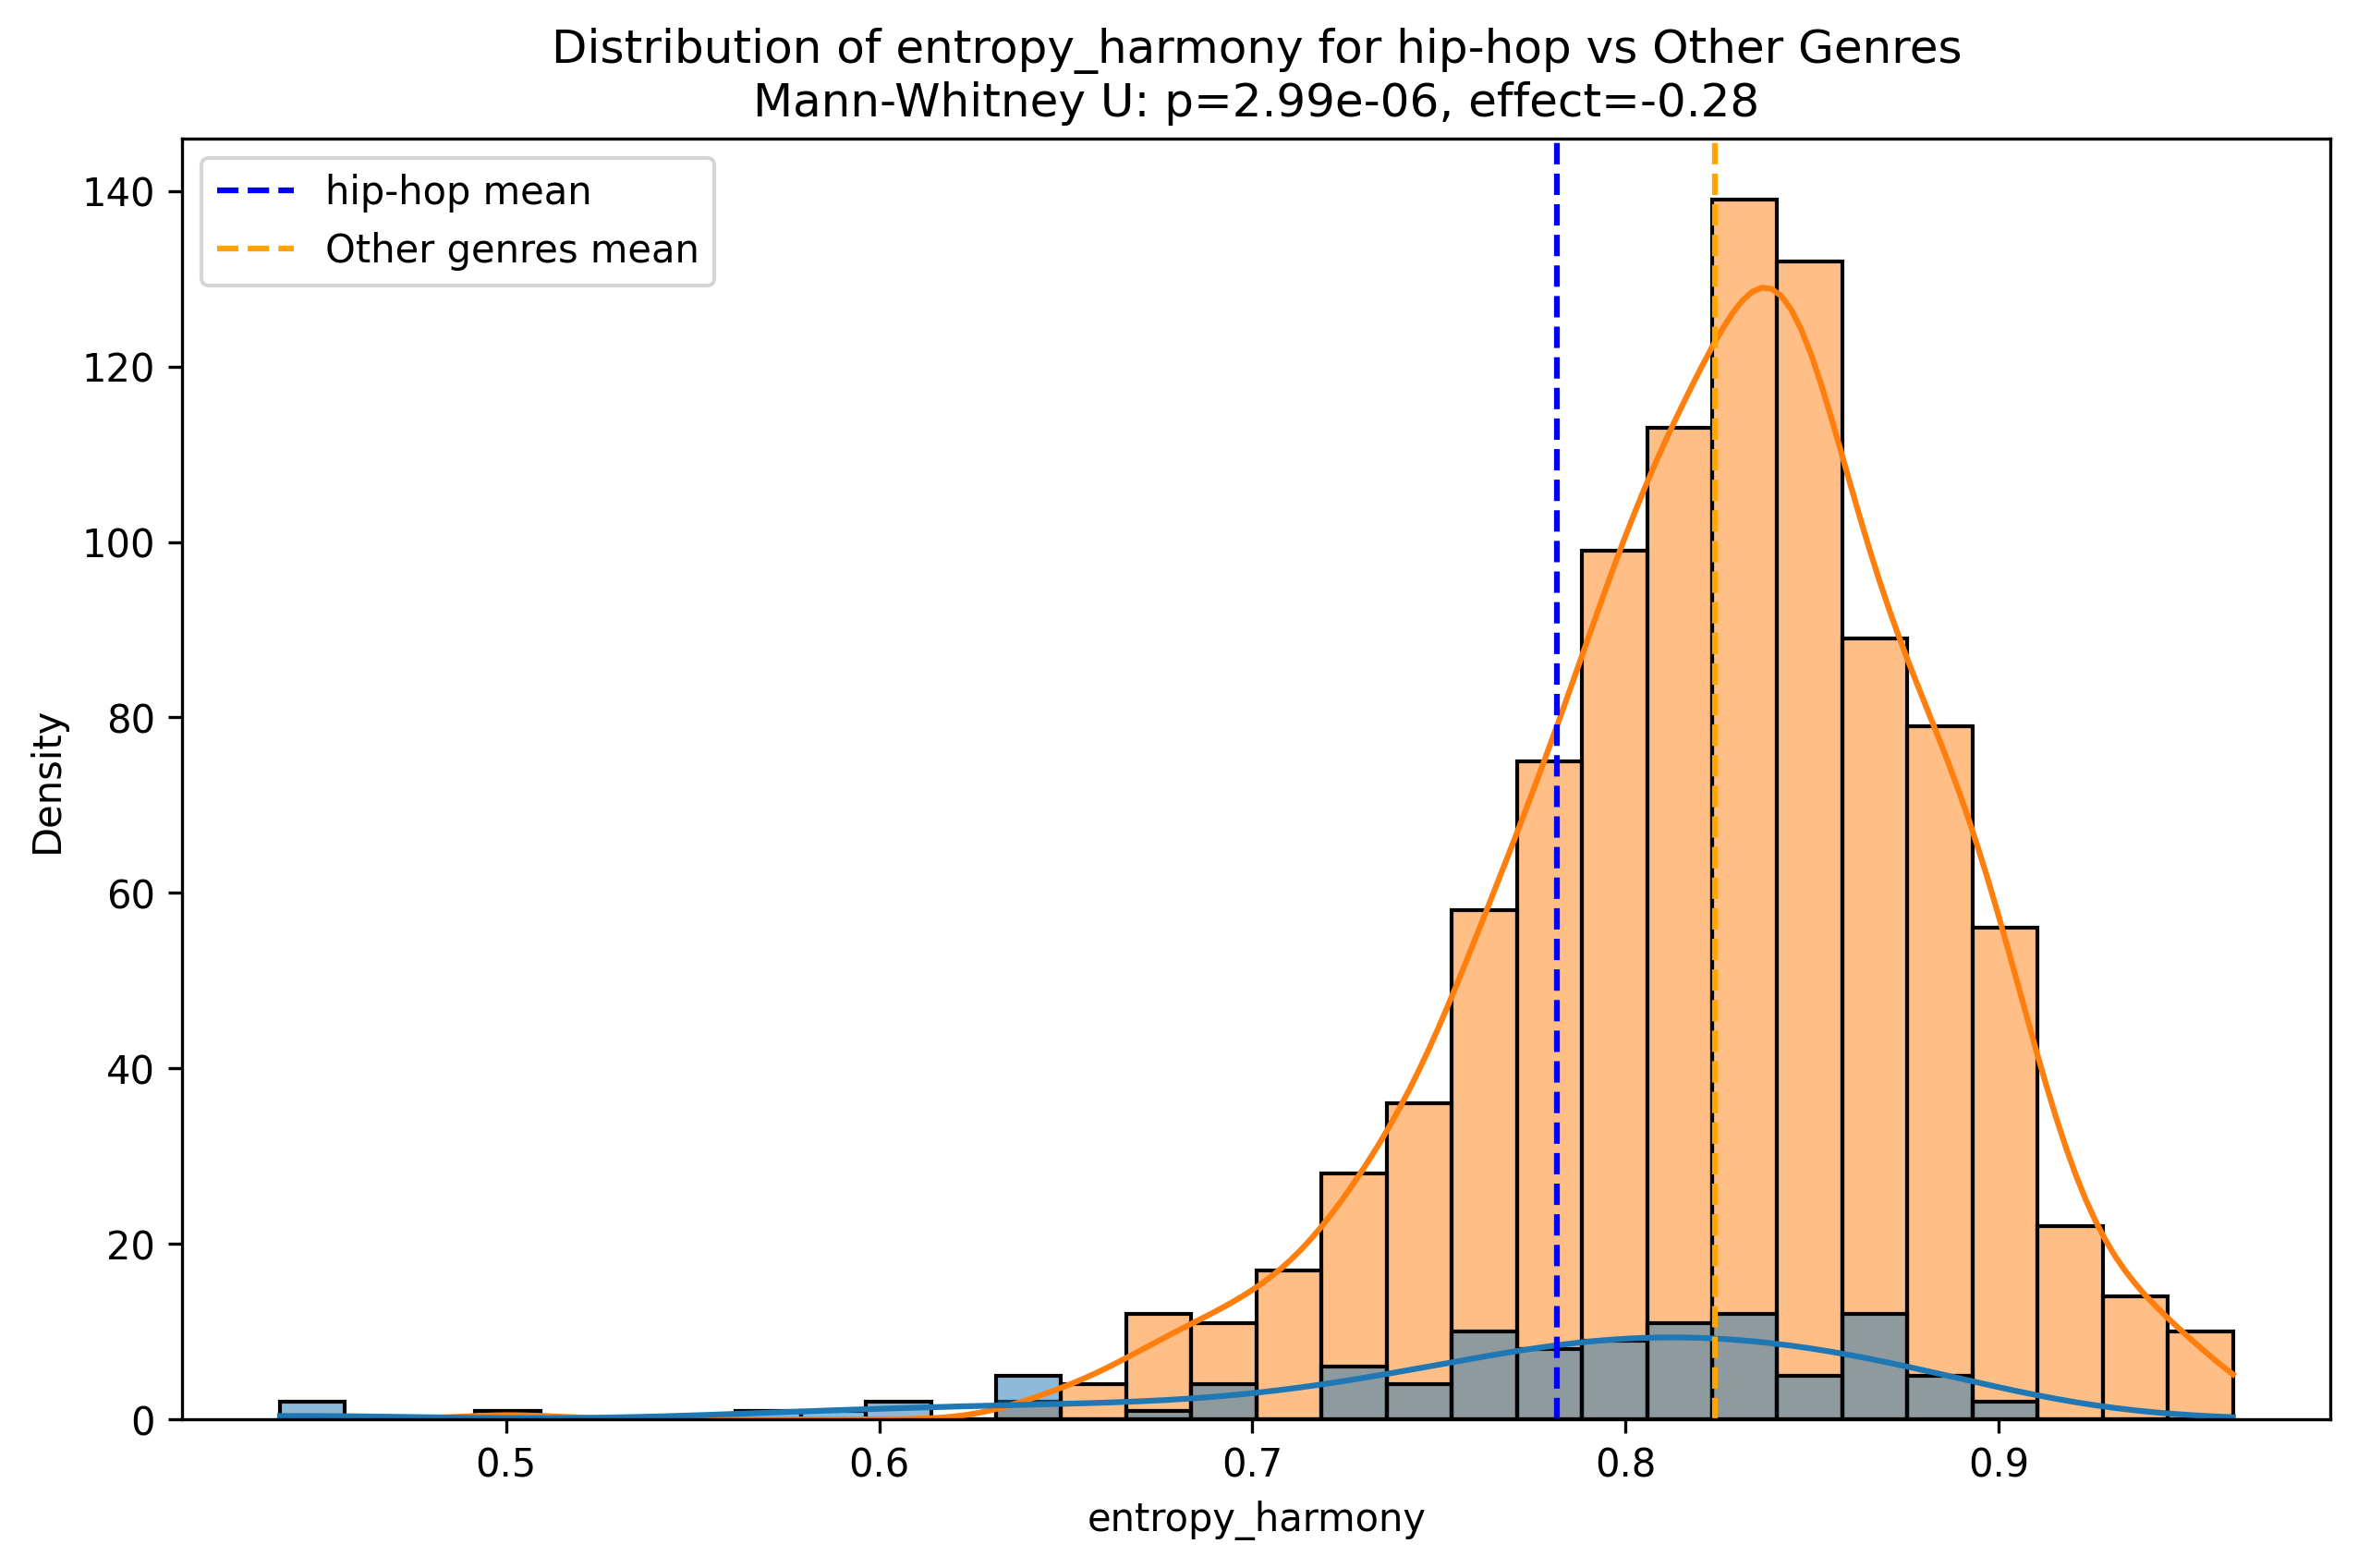 Distribution of entropy_harmony for hip-hop vs Other Genres
Mann-Whitney U: p=2.99e-06, effect=-0.28
hip-hop mean
Other genres mean
140
120
100
80
60
40
20
0
Density
0.5 0.6 0.7 0.8 0.9
entropy_harmony